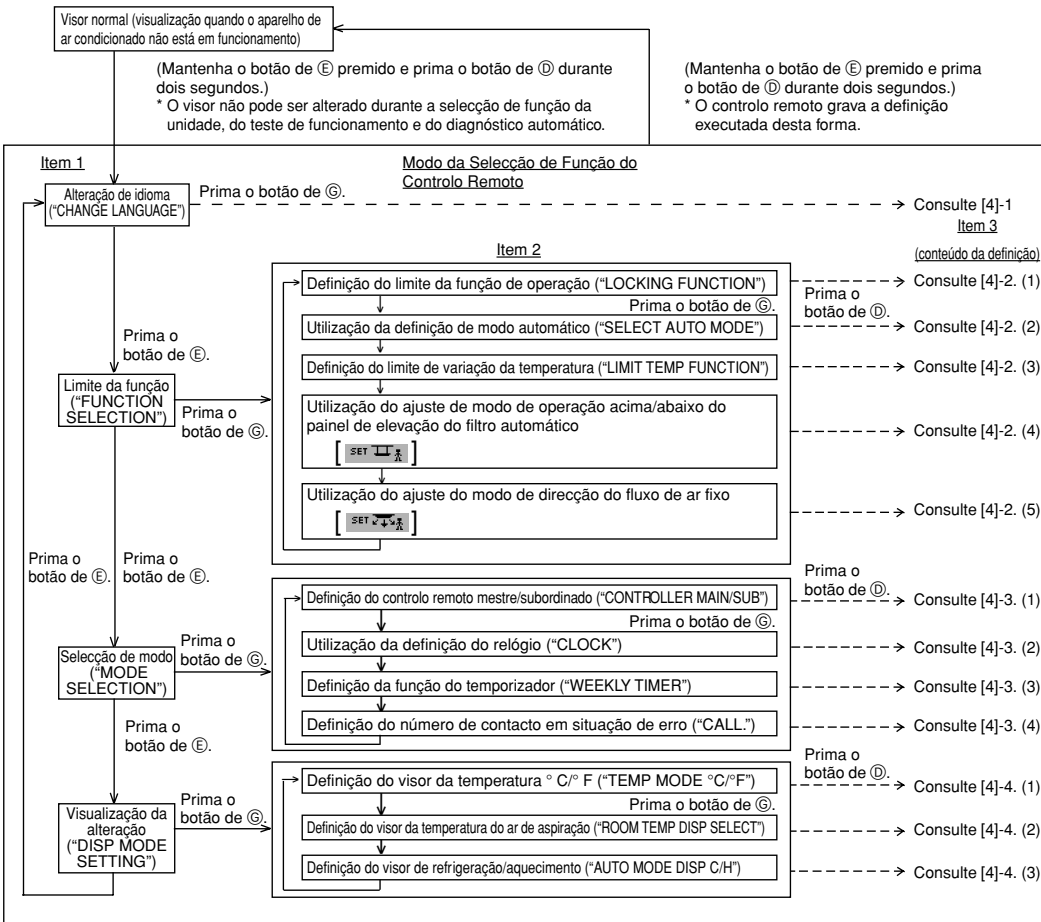 Visor normal (visualização quando o aparelho de
ar condicionado não está em funcionamento)
(Mantenha o botão de Ⓔ premido e prima o botão de Ⓓ durante
dois segundos.)
* O visor não pode ser alterado durante a selecção de função da
unidade, do teste de funcionamento e do diagnóstico automático.
(Mantenha o botão de Ⓔ premido e prima
o botão de Ⓓ durante dois segundos.)
* O controlo remoto grava a definição
executada desta forma.
Item 1
Modo da Selecção de Função do
Controlo Remoto
Alteração de idioma
("CHANGE LANGUAGE")
Prima o botão de Ⓖ.
Consulte [4]-1
Item 3
(conteúdo da definição)
Item 2
Definição do limite da função de operação ("LOCKING FUNCTION")
Consulte [4]-2. (1)
Prima o botão de Ⓖ.
Prima o
botão de Ⓓ.
Utilização da definição de modo automático ("SELECT AUTO MODE")
Consulte [4]-2. (2)
Prima o
botão de Ⓔ.
Definição do limite de variação da temperatura ("LIMIT TEMP FUNCTION")
Consulte [4]-2. (3)
Limite da função
("FUNCTION
SELECTION")
Prima o
botão de Ⓖ.
Utilização do ajuste de modo de operação acima/abaixo do
painel de elevação do filtro automático
[ SET ]
Consulte [4]-2. (4)
Utilização do ajuste do modo de direcção do fluxo de ar fixo
[ SET ]
Consulte [4]-2. (5)
Prima o
botão de Ⓔ.
Prima o
botão de Ⓔ.
Definição do controlo remoto mestre/subordinado ("CONTROLLER MAIN/SUB")
Prima o
botão de Ⓓ.
Consulte [4]-3. (1)
Prima o botão de Ⓖ.
Selecção de modo
("MODE
SELECTION")
Prima o
botão de Ⓖ.
Utilização da definição do relógio ("CLOCK")
Consulte [4]-3. (2)
Definição da função do temporizador ("WEEKLY TIMER")
Consulte [4]-3. (3)
Definição do número de contacto em situação de erro ("CALL.")
Consulte [4]-3. (4)
Prima o
botão de Ⓔ.
Definição do visor da temperatura ° C/° F ("TEMP MODE °C/°F")
Prima o
botão de Ⓓ.
Consulte [4]-4. (1)
Prima o botão de Ⓖ.
Visualização da
alteração
("DISP MODE
SETTING")
Prima o
botão de Ⓖ.
Definição do visor da temperatura do ar de aspiração ("ROOM TEMP DISP SELECT")
Consulte [4]-4. (2)
Definição do visor de refrigeração/aquecimento ("AUTO MODE DISP C/H")
Consulte [4]-4. (3)